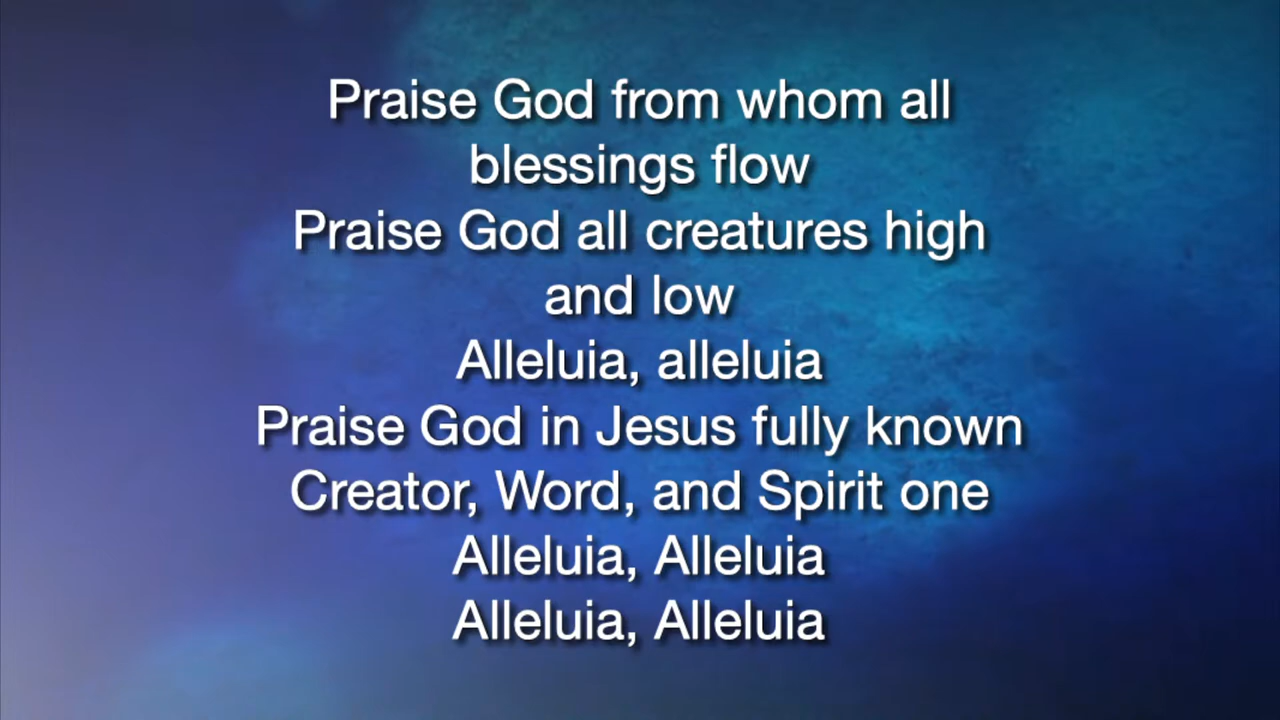 Praise God from whom all
blessings flow
Praise God all creatures high
and low
Alleluia, alleluia
Praise God in Jesus fully known
Creator, Word, and Spirit one
Alleluia, Alleluia
Alleluia, Alleluia